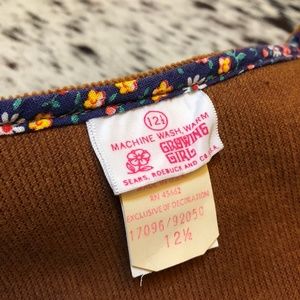 12½
MACHINE WASH, WARM
GROWING
GIRL
SEARS, ROEBUCK AND CO.
RN 45662
EXCLUSIVE OF DECORATION
17096/92050
12½